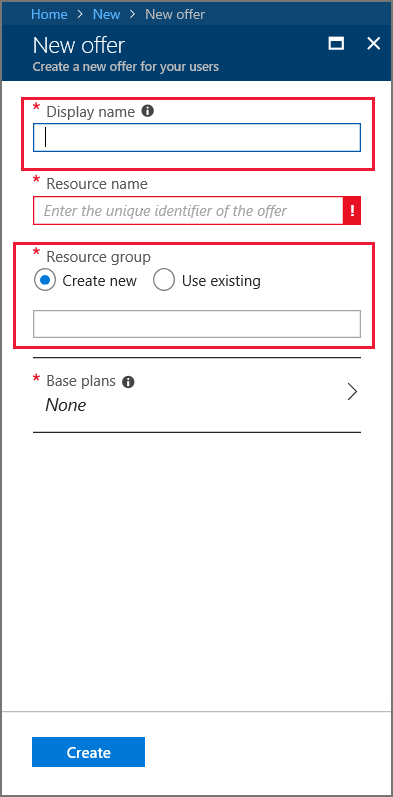 Home > New > New offer
New offer
Create a new offer for your users
* Display name
* Resource name
Enter the unique identifier of the offer !
* Resource group
Create new Use existing
* Base plans
None
Create